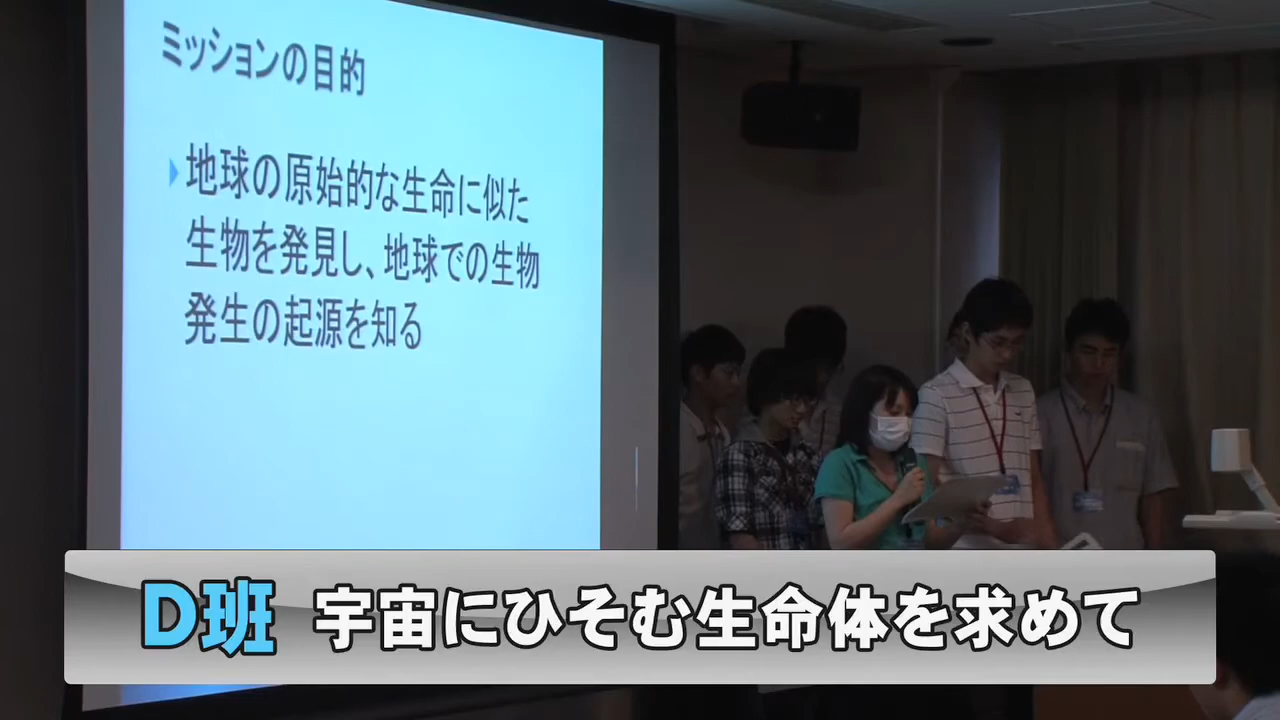 ミッションの目的
地球の原始的な生命に似た
生物を発見し、地球での生物
発生の起源を知る
D班 宇宙にひそむ生命体を求めて